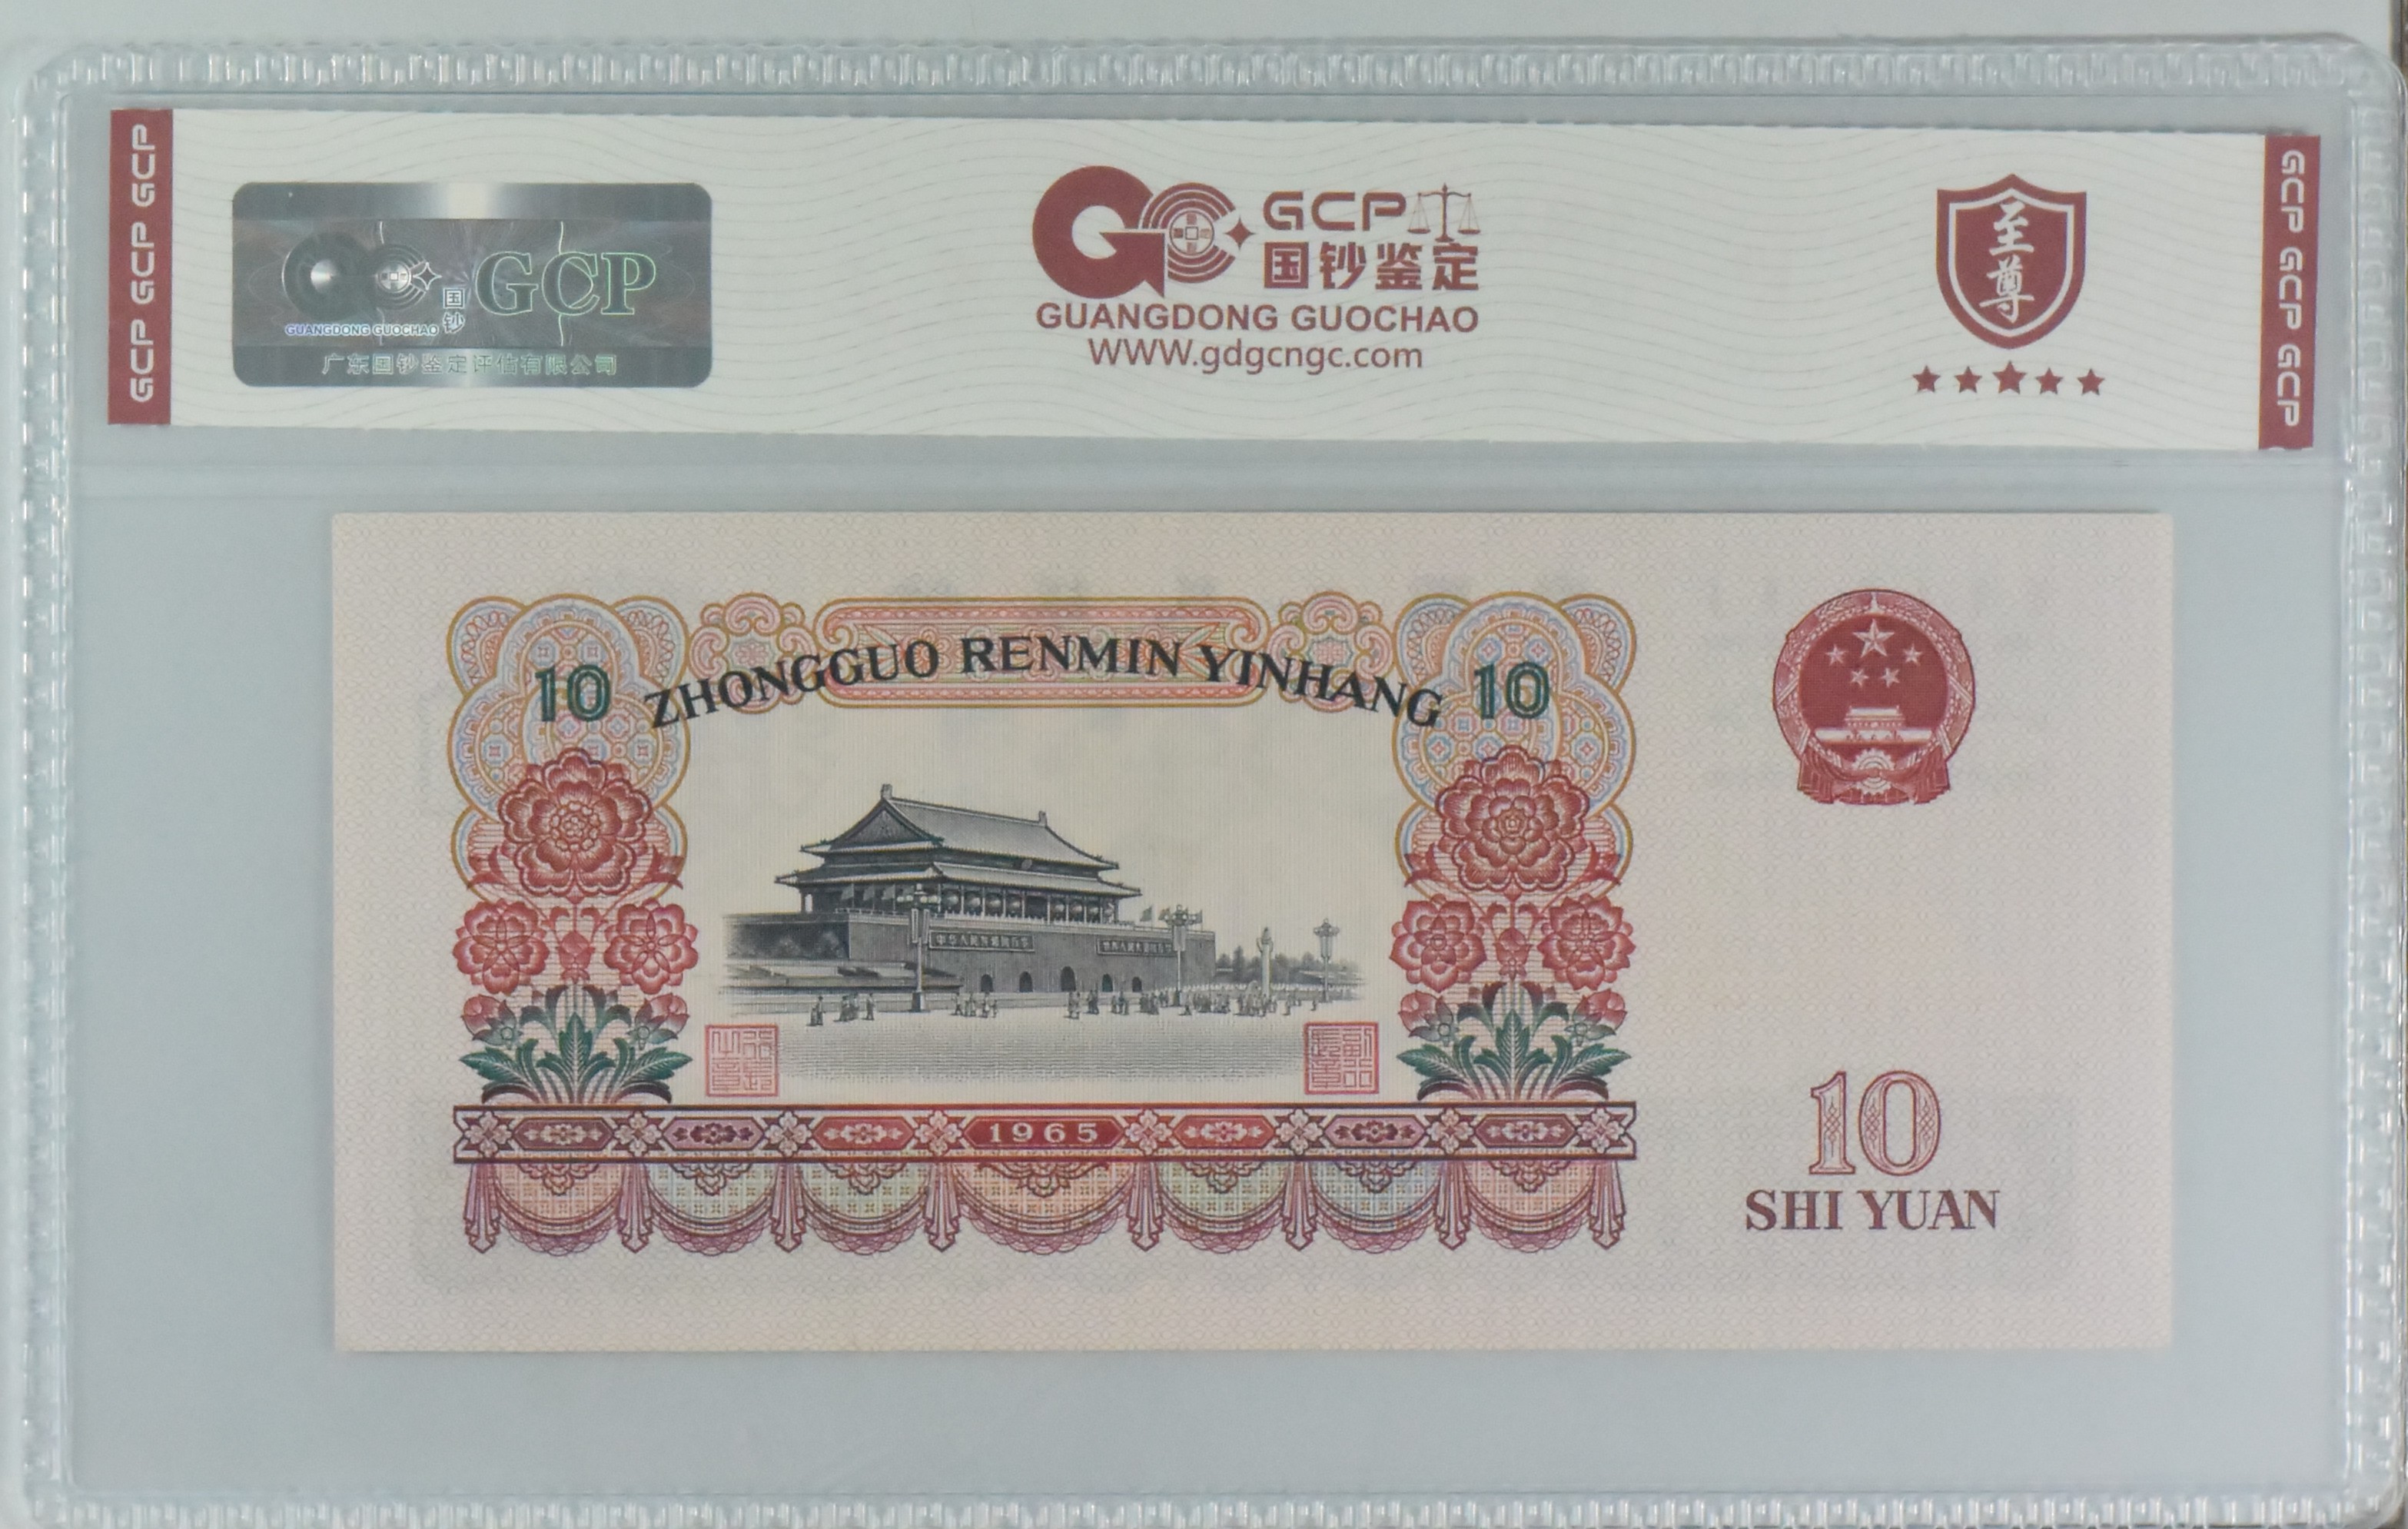 GCP GCP GCP
国钞
GCP
GUANGDONG GUOCHAO
广东国钞鉴定评估有限公司
GCP
国钞鉴定
GUANGDONG GUOCHAO
WWW.gdgcngc.com
至尊
GCP GCP GCP
10 ZHONGGUO RENMIN YINHANG 10
1965
10
SHI YUAN